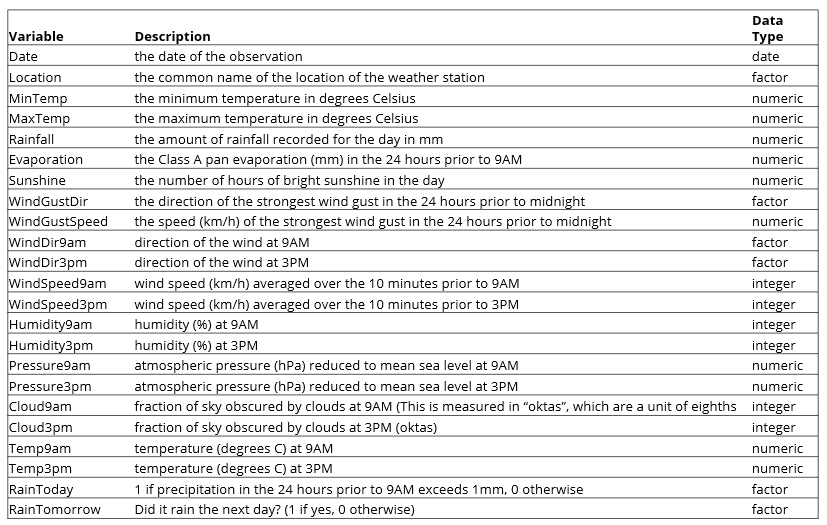 Variable Description Data Type
Date the date of the observation date
Location the common name of the location of the weather station factor
MinTemp the minimum temperature in degrees Celsius numeric
MaxTemp the maximum temperature in degrees Celsius numeric
Rainfall the amount of rainfall recorded for the day in mm numeric
Evaporation the Class A pan evaporation (mm) in the 24 hours prior to 9AM numeric
Sunshine the number of hours of bright sunshine in the day numeric
WindGustDir the direction of the strongest wind gust in the 24 hours prior to midnight factor
WindGustSpeed the speed (km/h) of the strongest wind gust in the 24 hours prior to midnight numeric
WindDir9am direction of the wind at 9AM factor
WindDir3pm direction of the wind at 3PM factor
WindSpeed9am wind speed (km/h) averaged over the 10 minutes prior to 9AM integer
WindSpeed3pm wind speed (km/h) averaged over the 10 minutes prior to 3PM integer
Humidity9am humidity (%) at 9AM integer
Humidity3pm humidity (%) at 3PM integer
Pressure9am atmospheric pressure (hPa) reduced to mean sea level at 9AM numeric
Pressure3pm atmospheric pressure (hPa) reduced to mean sea level at 3PM numeric
Cloud9am fraction of sky obscured by clouds at 9AM (This is measured in “oktas”, which are a unit of eighths integer
Cloud3pm fraction of sky obscured by clouds at 3PM (oktas) integer
Temp9am temperature (degrees C) at 9AM numeric
Temp3pm temperature (degrees C) at 3PM numeric
RainToday 1 if precipitation in the 24 hours prior to 9AM exceeds 1mm, 0 otherwise factor
RainTomorrow Did it rain the next day? (1 if yes, 0 otherwise) factor